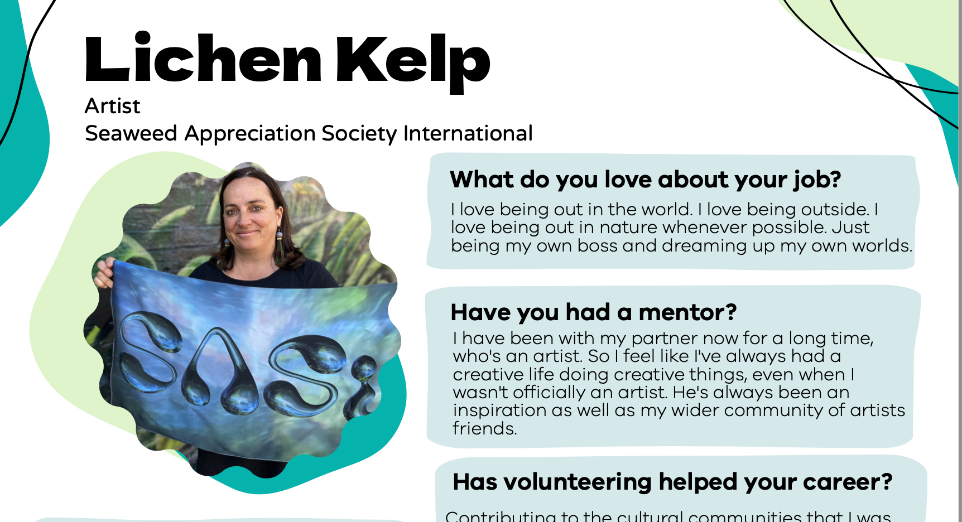 Lichen Kelp
Artist
Seaweed Appreciation Society International
SASi
What do you love about your job?
I love being out in the world. I love being outside. I
love being out in nature whenever possible. Just
being my own boss and dreaming up my own worlds.
Have you had a mentor?
I have been with my partner now for a long time,
who's an artist. So I feel like I've always had a
creative life doing creative things, even when I
wasn't officially an artist. He's always been an
inspiration as well as my wider community of artists
friends.
Has volunteering helped your career?
Contributing to the cultural communities that I was